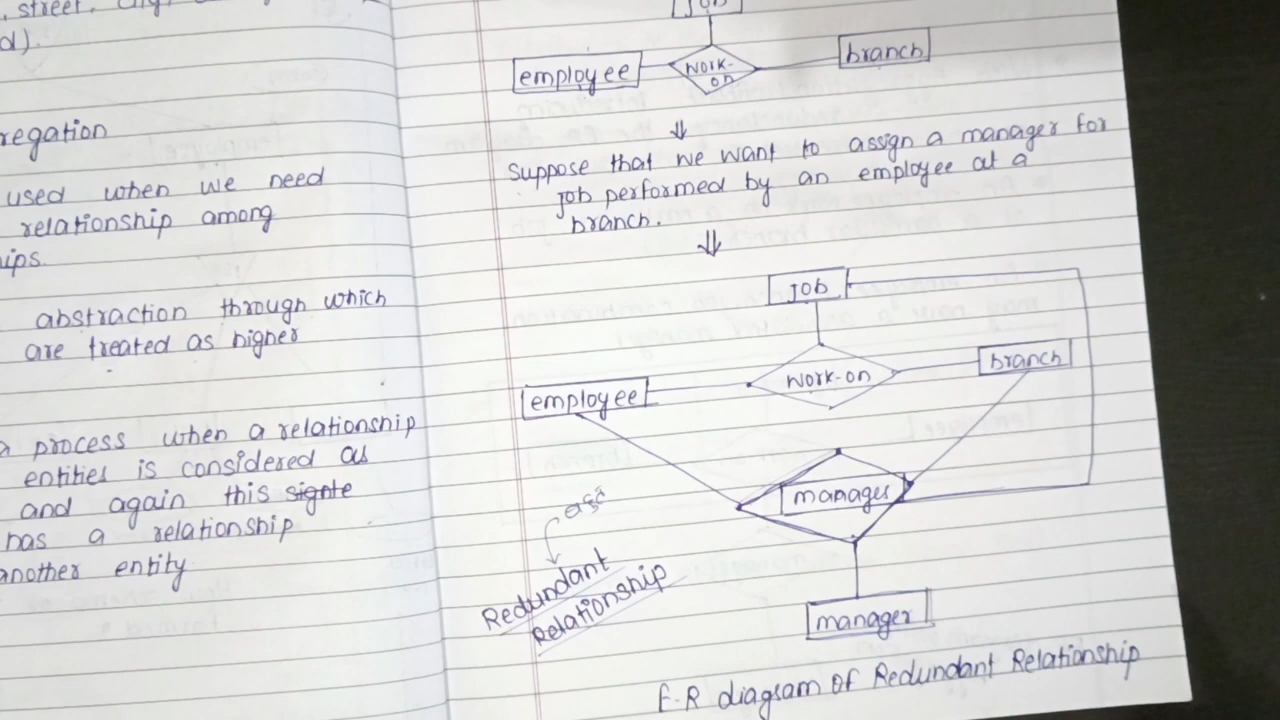 street.
d).
regation
used when we need
relationship among
ips.
abstraction through which
are treated as higher
a process when a relationship
entities is considered as
and again this signte
has a relationship
another entity
Job
employee
work-
on
branch
⇓
Suppose that we want to assign a manager for
job performed by an employee at a
branch.
⇓
Job
work-on
branch
employee
manages
Redundant
Relationship
manager
E-R diagram of Redundant Relationship